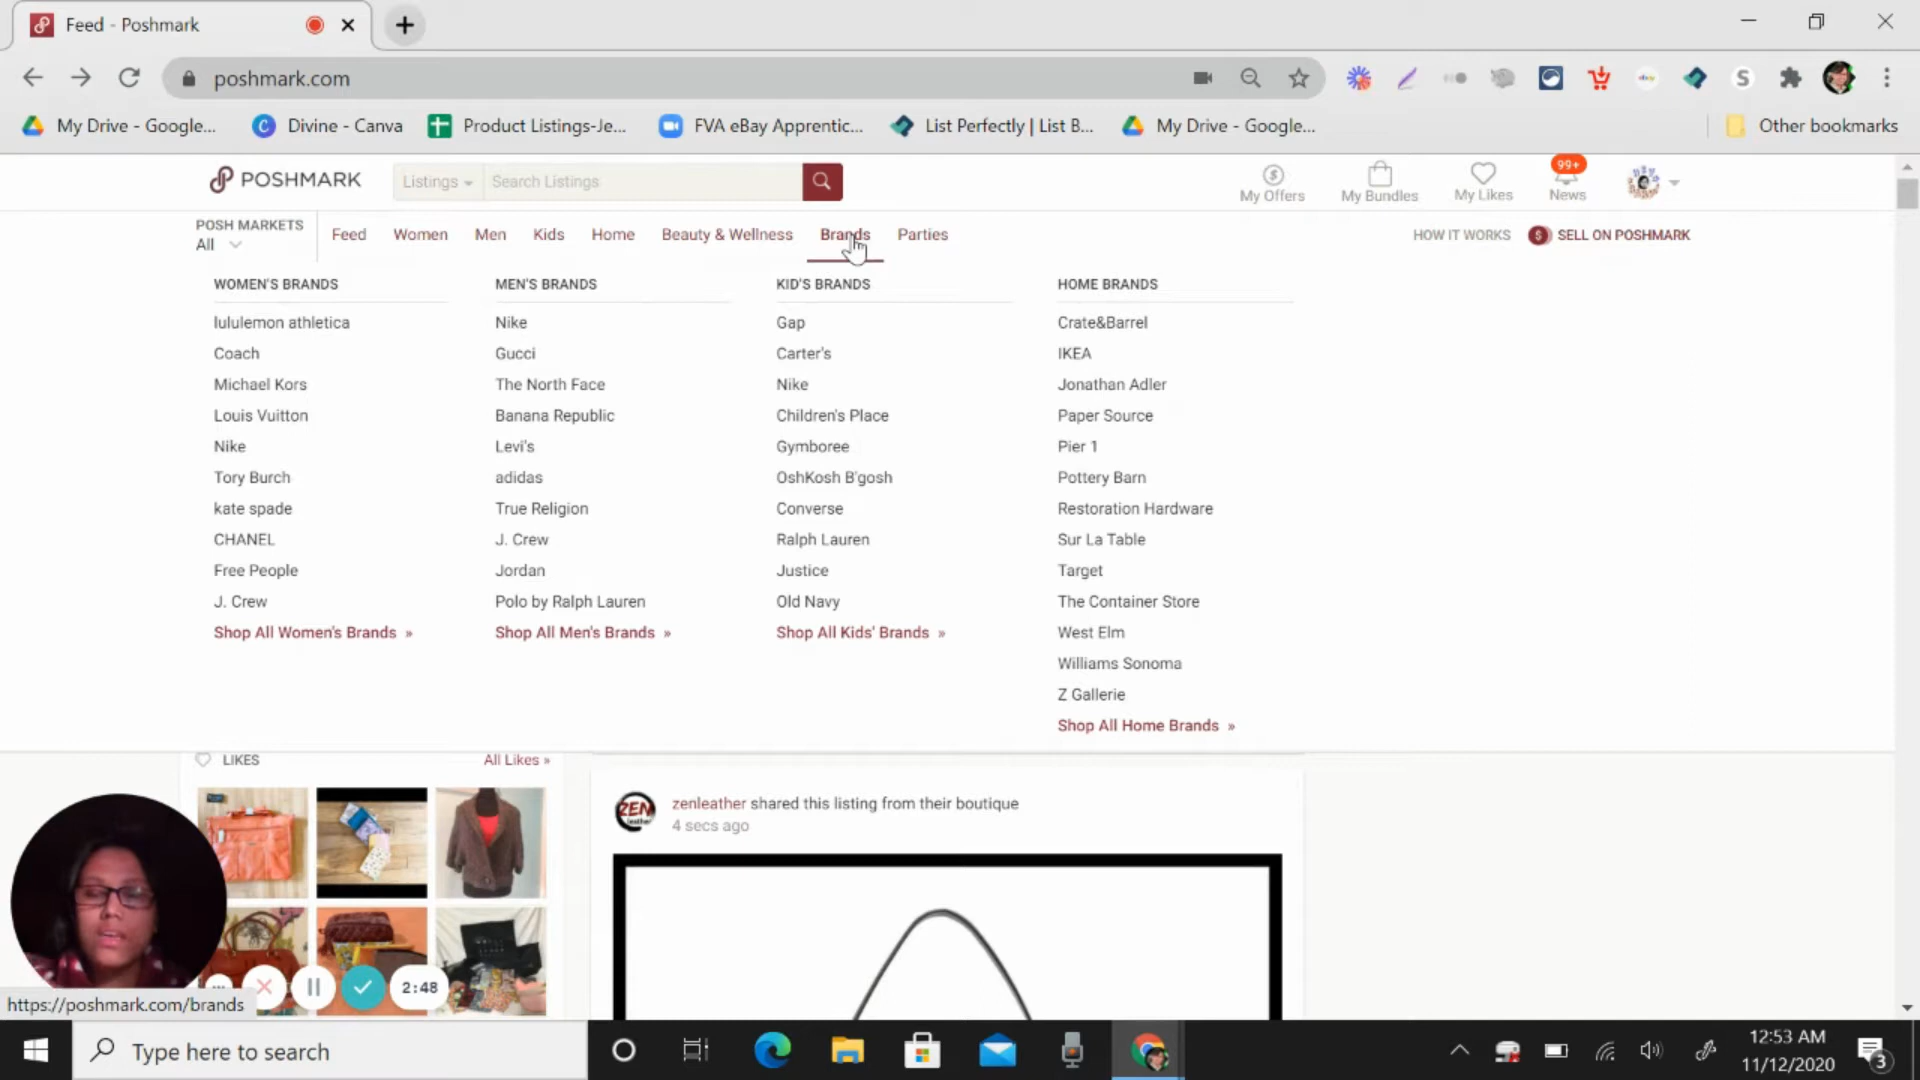 Feed - Poshmark
poshmark.com
My Drive - Google...
Divine - Canva
Product Listings-Je...
FVA eBay Apprentic...
List Perfectly | List B...
My Drive - Google...
Other bookmarks
POSHMARK
Listings
Search Listings
My Offers
My Bundles
My Likes
99+
News
POSH MARKETS
All
Feed
Women
Men
Kids
Home
Beauty & Wellness
Brands
Parties
HOW IT WORKS
SELL ON POSHMARK
WOMEN'S BRANDS
lululemon athletica
Coach
Michael Kors
Louis Vuitton
Nike
Tory Burch
kate spade
CHANEL
Free People
J. Crew
Shop All Women's Brands »
MEN'S BRANDS
Nike
Gucci
The North Face
Banana Republic
Levi's
adidas
True Religion
J. Crew
Jordan
Polo by Ralph Lauren
Shop All Men's Brands »
KID'S BRANDS
Gap
Carter's
Nike
Children's Place
Gymboree
OshKosh B'gosh
Converse
Ralph Lauren
Justice
Old Navy
Shop All Kids' Brands »
HOME BRANDS
Crate&Barrel
IKEA
Jonathan Adler
Paper Source
Pier 1
Pottery Barn
Restoration Hardware
Sur La Table
Target
The Container Store
West Elm
Williams Sonoma
Z Gallerie
Shop All Home Brands »
LIKES
All Likes »
ZEN
leather
zenleather shared this listing from their boutique
4 secs ago
2:48
https://poshmark.com/brands
Type here to search
12:53 AM
11/12/2020
3